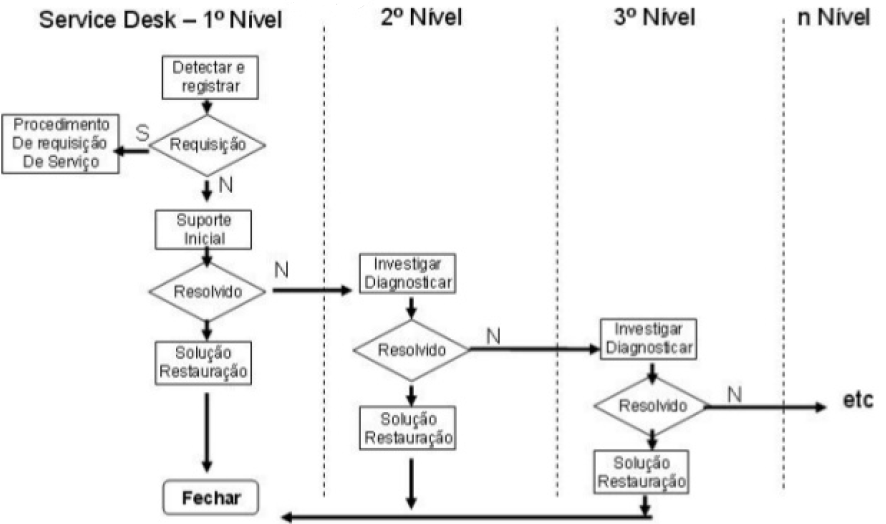 Service Desk – 1º Nível
2º Nível
3º Nível
n Nível
Detectar e
registrar
Procedimento
De requisição
De Serviço
S
Requisição
N
Suporte
Inicial
Resolvido
N
Investigar
Diagnosticar
Solução
Restauração
Resolvido
N
Investigar
Diagnosticar
Solução
Restauração
Resolvido
N
etc
Solução
Restauração
Fechar